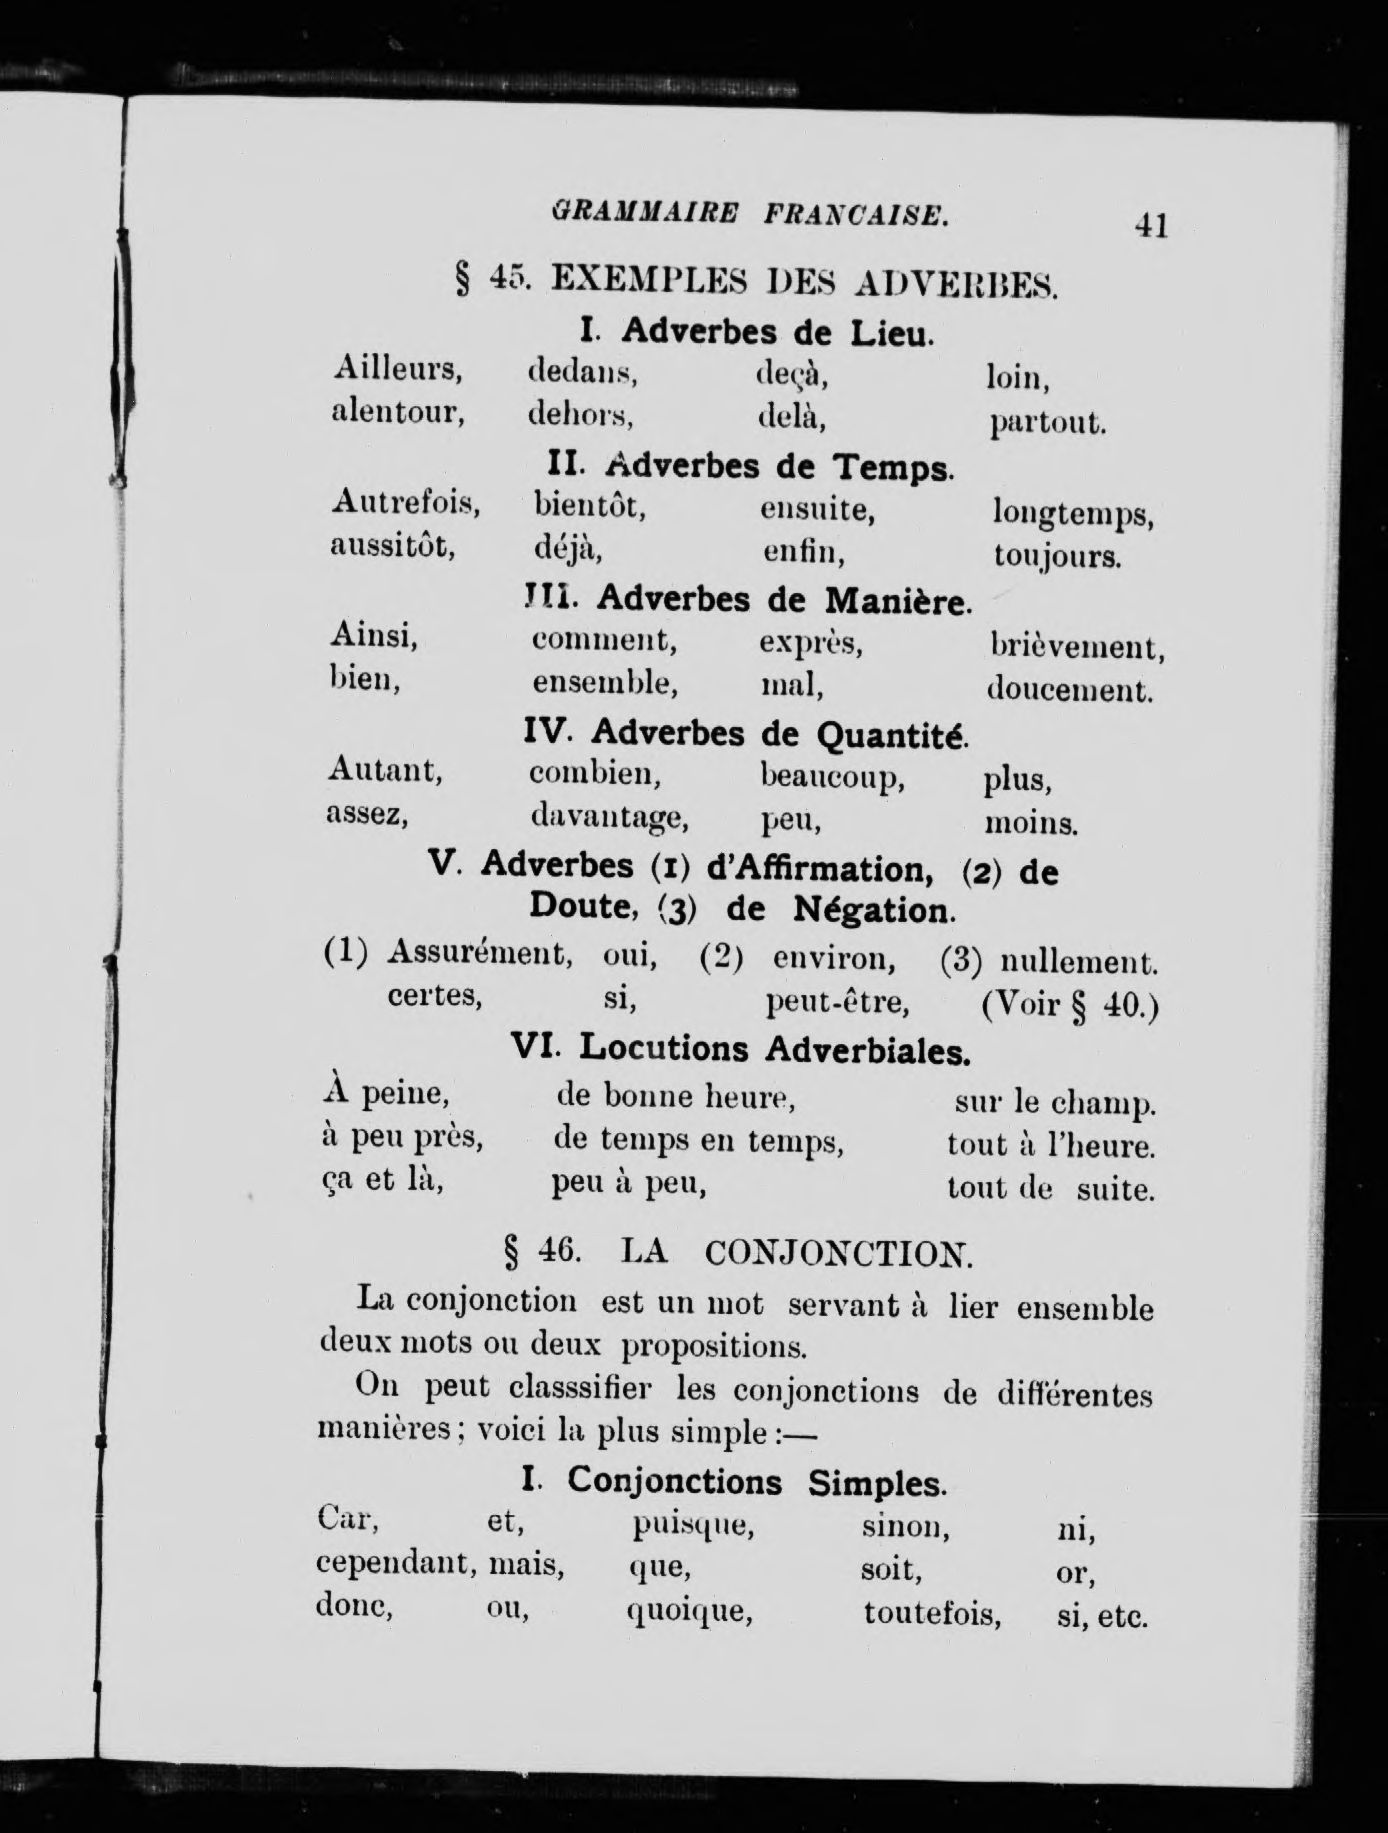 GRAMMAIRE FRANCAISE. 41
§ 45. EXEMPLES DES ADVERBES.
I. Adverbes de Lieu.
Ailleurs, dedans, deçà, loin,
alentour, dehors, delà, partout.
II. Adverbes de Temps.
Autrefois, bientôt, ensuite, longtemps,
aussitôt, déjà, enfin, toujours.
III. Adverbes de Manière.
Ainsi, comment, exprès, brièvement,
bien, ensemble, mal, doucement.
IV. Adverbes de Quantité.
Autant, combien, beaucoup, plus,
assez, davantage, peu, moins.
V. Adverbes (1) d'Affirmation, (2) de
Doute, (3) de Négation.
(1) Assurément, oui, (2) environ, (3) nullement.
certes, si, peut-être, (Voir § 40.)
VI. Locutions Adverbiales.
À peine, de bonne heure, sur le champ.
à peu près, de temps en temps, tout à l'heure.
ça et là, peu à peu, tout de suite.
§ 46. LA CONJONCTION.
La conjonction est un mot servant à lier ensemble
deux mots ou deux propositions.
On peut classsifier les conjonctions de différentes
manières; voici la plus simple :—
I. Conjonctions Simples.
Car, et, puisque, sinon, ni,
cependant, mais, que, soit, or,
donc, ou, quoique, toutefois, si, etc.